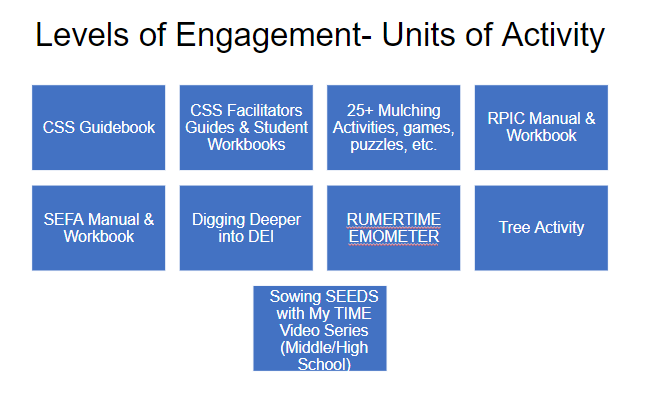 Levels of Engagement- Units of Activity
CSS Guidebook
CSS Facilitators
Guides & Student
Workbooks
25+ Mulching
Activities, games,
puzzles, etc.
RPIC Manual &
Workbook
SEFA Manual &
Workbook
Digging Deeper
into DEI
RUMERTIME
EMOMETER
Tree Activity
Sowing SEEDS
with My TIME
Video Series
(Middle/High
School)